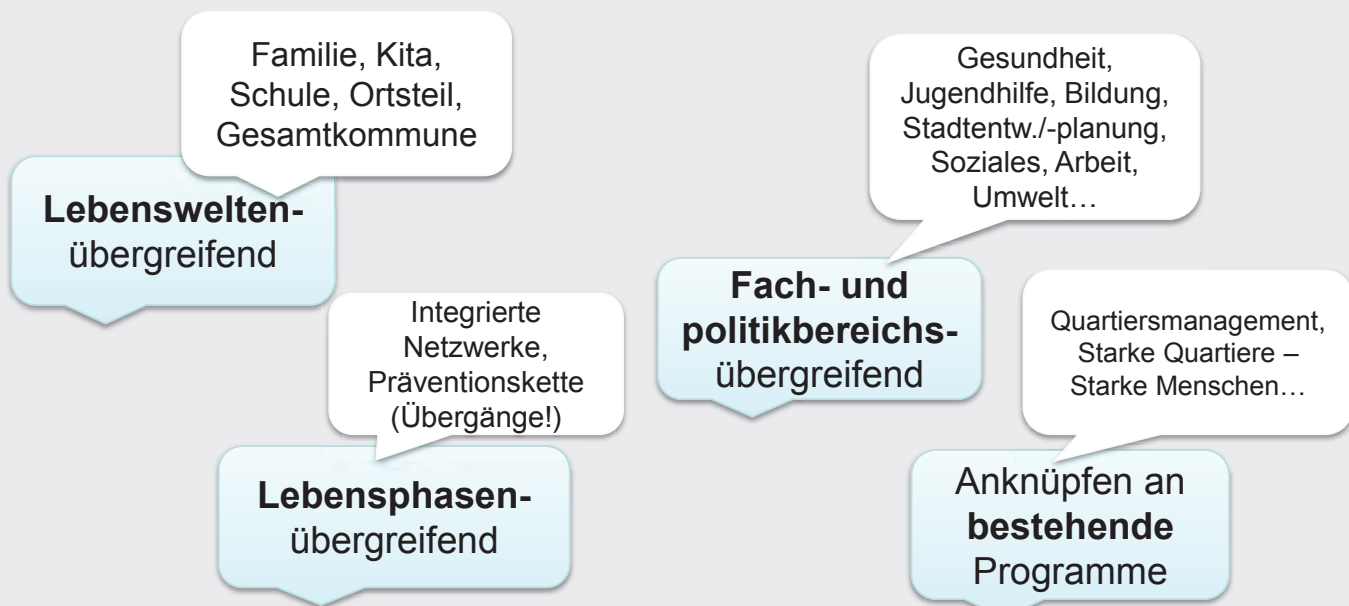 Familie, Kita,
Schule, Ortsteil,
Gesamtkommune
Lebenswelten-
übergreifend
Integrierte
Netzwerke,
Präventionskette
(Übergänge!)
Lebensphasen-
übergreifend
Gesundheit,
Jugendhilfe, Bildung,
Stadtentw./-planung,
Soziales, Arbeit,
Umwelt…
Fach- und
politikbereichs-
übergreifend
Quartiersmanagement,
Starke Quartiere –
Starke Menschen…
Anknüpfen an
bestehende
Programme